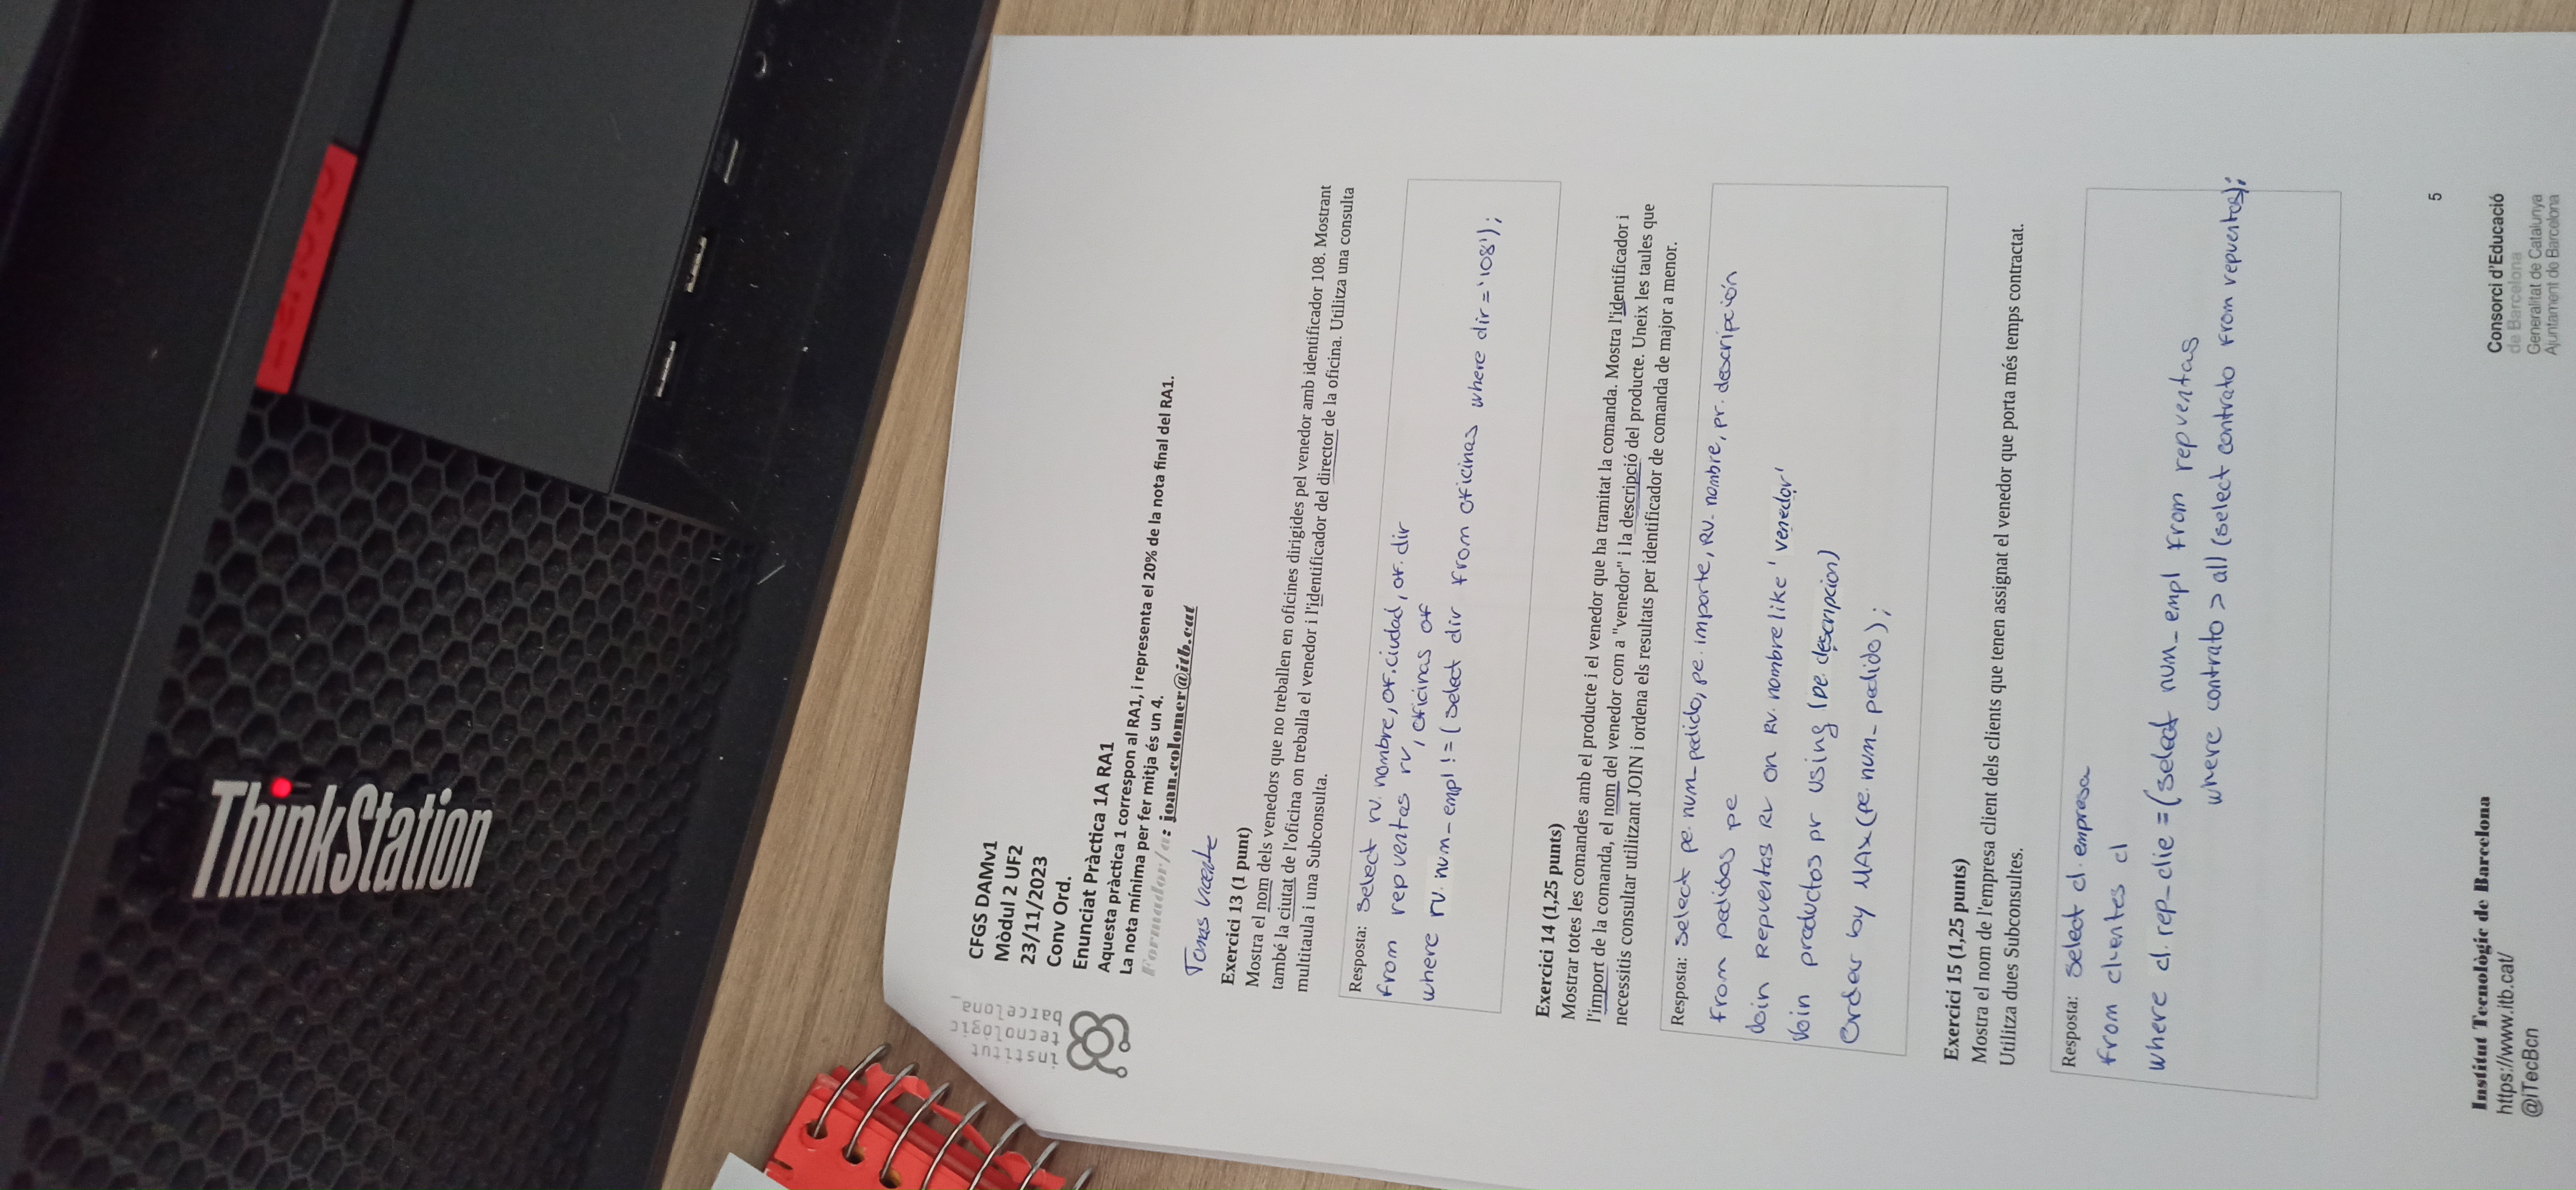 ThinkStation
institut
tecnològic
barcelona_
CFGS DAMv1
Mòdul 2 UF2
23/11/2023
Conv Ord.
Enunciat Pràctica 1A RA1
Aquesta pràctica 1 correspon al RA1, i representa el 20% de la nota final del RA1.
La nota mínima per fer mitja és un 4.
Formador/a: joan.colomer@itb.cat
Tomas Vicente
Exercici 13 (1 punt)
Mostra el nom dels venedors que no treballen en oficines dirigides pel venedor amb identificador 108. Mostrant
també la ciutat de l'oficina on treballa el venedor i l'identificador del director de la oficina. Utilitza una consulta
multitaula i una Subconsulta.
Resposta: Select rv.nombre, of.ciudad, of.dir
from repventas rv, oficinas of
where rv.num_empl != (select dir from oficinas where dir = '108');
Exercici 14 (1,25 punts)
Mostrar totes les comandes amb el producte i el venedor que ha tramitat la comanda. Mostra l'identificador i
l'import de la comanda, el nom del venedor com a "venedor" i la descripció del producte. Uneix les taules que
necessitis consultar utilitzant JOIN i ordena els resultats per identificador de comanda de major a menor.
Resposta: Select pe.num_pedido, pe.importe, RV.nombre, pr.descripción
from pedidos pe
Join Repventas RV on RV.nombre like 'venedor'
Join productos pr using (pe.descripcion)
Order by MAX(pe.num_pedido);
Exercici 15 (1,25 punts)
Mostra el nom de l'empresa client dels clients que tenen assignat el venedor que porta més temps contractat.
Utilitza dues Subconsultes.
Resposta: Select cl.empresa
from clientes cl
where cl.rep_clie = (select num_empl from repventas
where contrato > all (select contrato from repventas);
5
Institut Tecnològic de Barcelona
https://www.itb.cat/
@iTecBcn
Consorci d'Educació
de Barcelona
Generalitat de Catalunya
Ajuntament de Barcelona